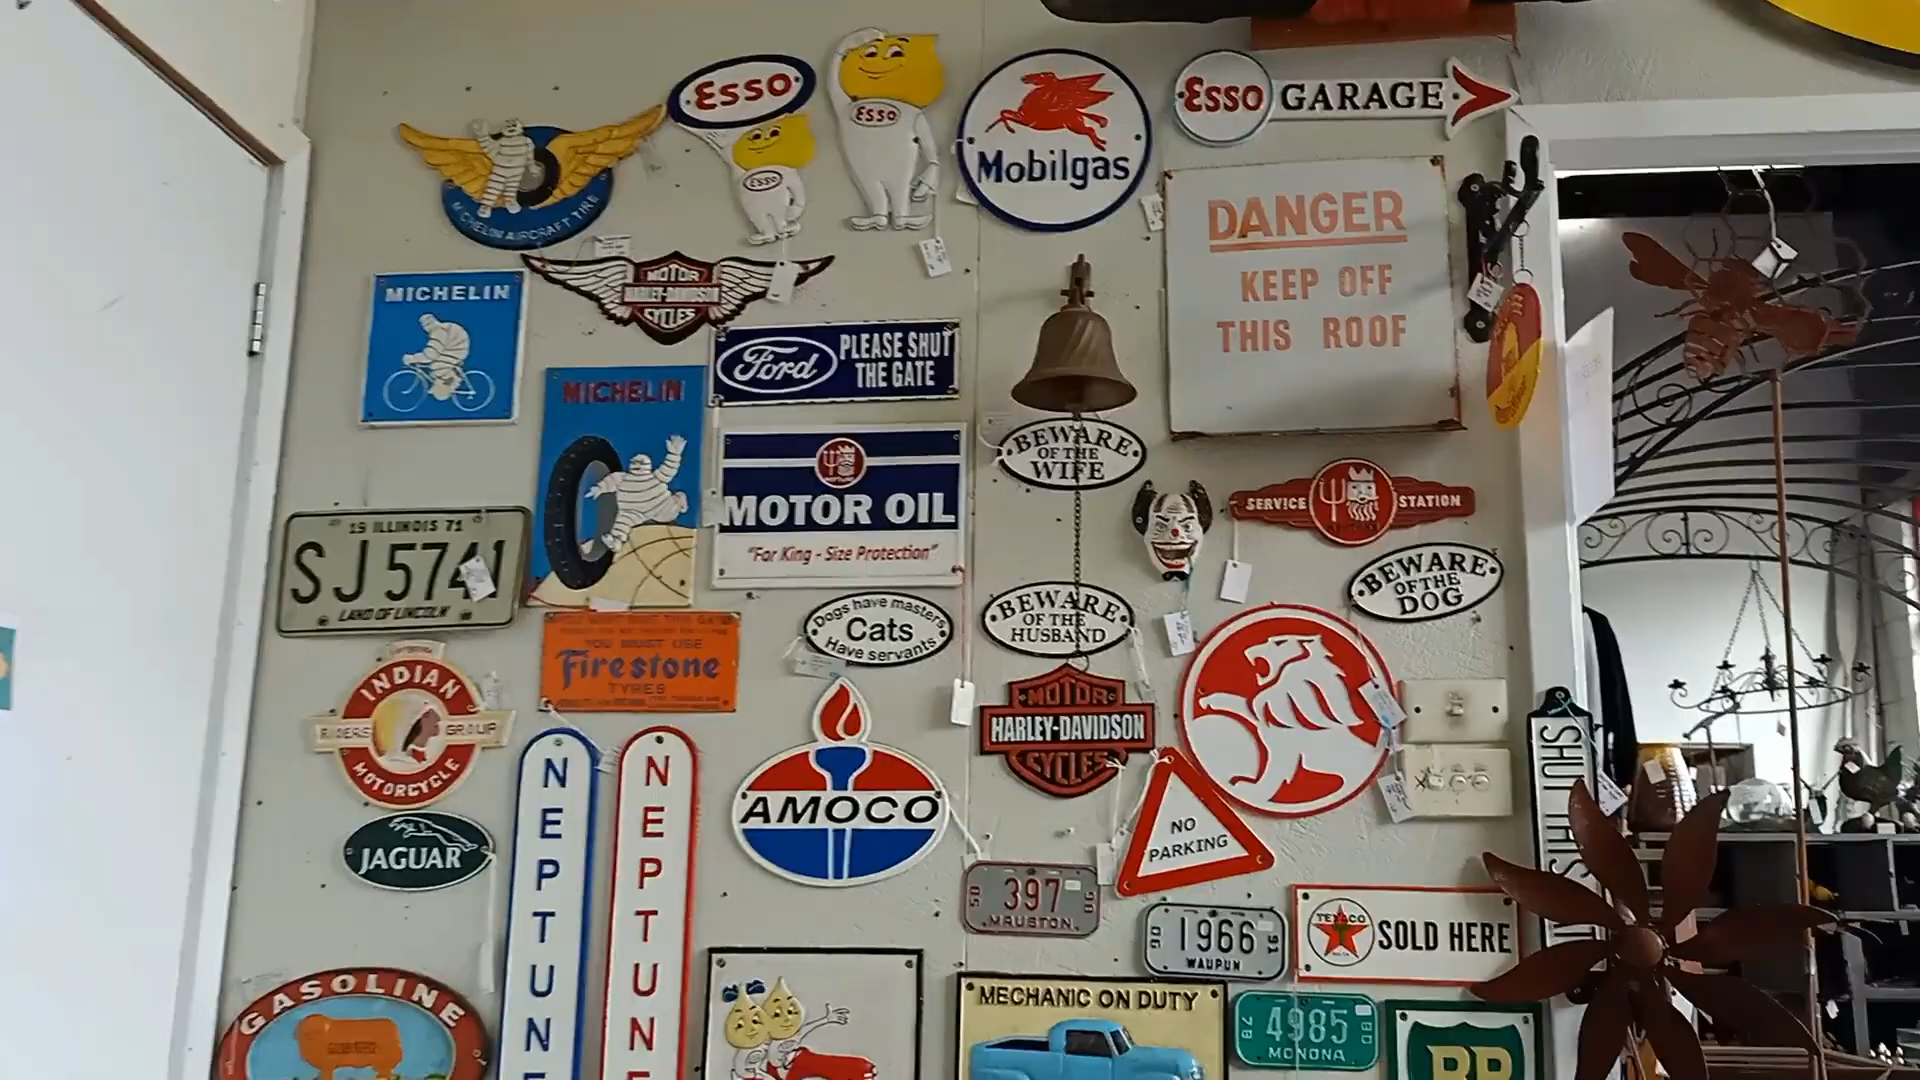 Esso
Esso
ESSO
Mobilgas
Esso GARAGE
MICHELIN AIRCRAFT TIRE
DANGER
KEEP OFF
THIS ROOF
MOTOR
HARLEY-DAVIDSON
CYCLES
MICHELIN
Ford PLEASE SHUT
THE GATE
MICHELIN
BEWARE
OF THE
WIFE
MOTOR OIL
"For King - Size Protection"
SERVICE STATION
19 ILLINOIS 71
SJ 5741
LAND OF LINCOLN
BEWARE
OF THE
DOG
Dogs have masters
Cats
Have servants
BEWARE
OF THE
HUSBAND
YOU MUST USE
Firestone
TYRES
INDIAN
RIDERS GROUP
MOTORCYCLE
MOTOR
HARLEY-DAVIDSON
CYCLES
AMOCO
NEPTUNE
NEPTUNE
JAGUAR
NO
PARKING
SHUT THIS
397
MAUSTON
1966
WAUPUN
TEXACO
SOLD HERE
GASOLINE
MECHANIC ON DUTY
4985
MONONA
BP